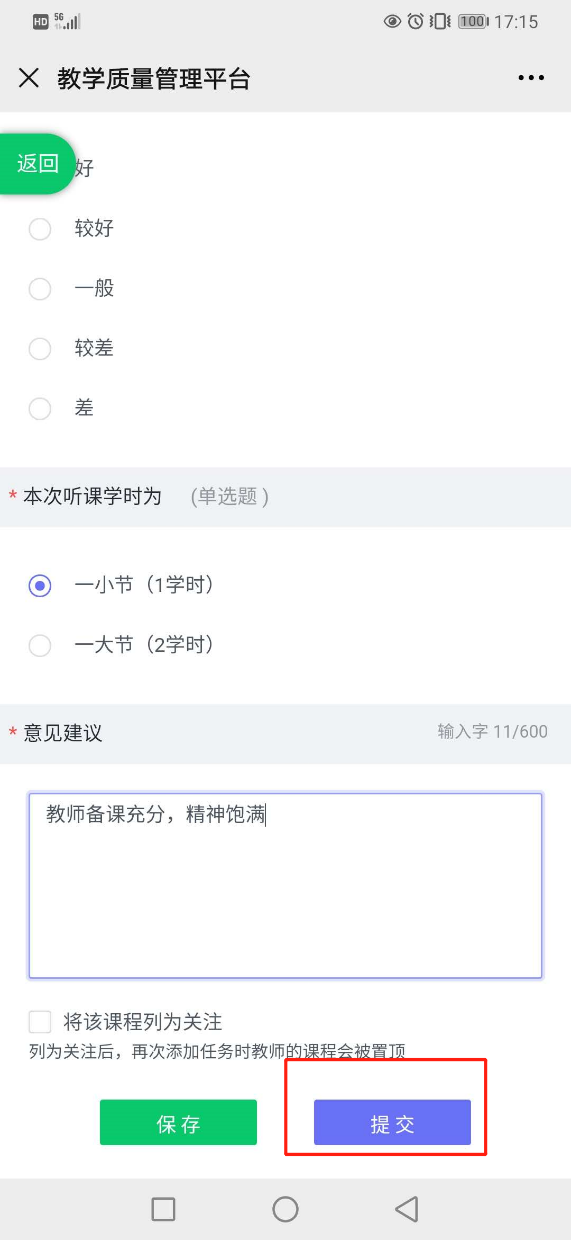 HD 5G 100 17:15
教学质量管理平台
返回 好
较好
一般
较差
差
* 本次听课学时为 (单选题 )
一小节（1学时）
一大节（2学时）
* 意见建议 输入字 11/600
教师备课充分，精神饱满
将该课程列为关注
列为关注后，再次添加任务时教师的课程会被置顶
保存 提交